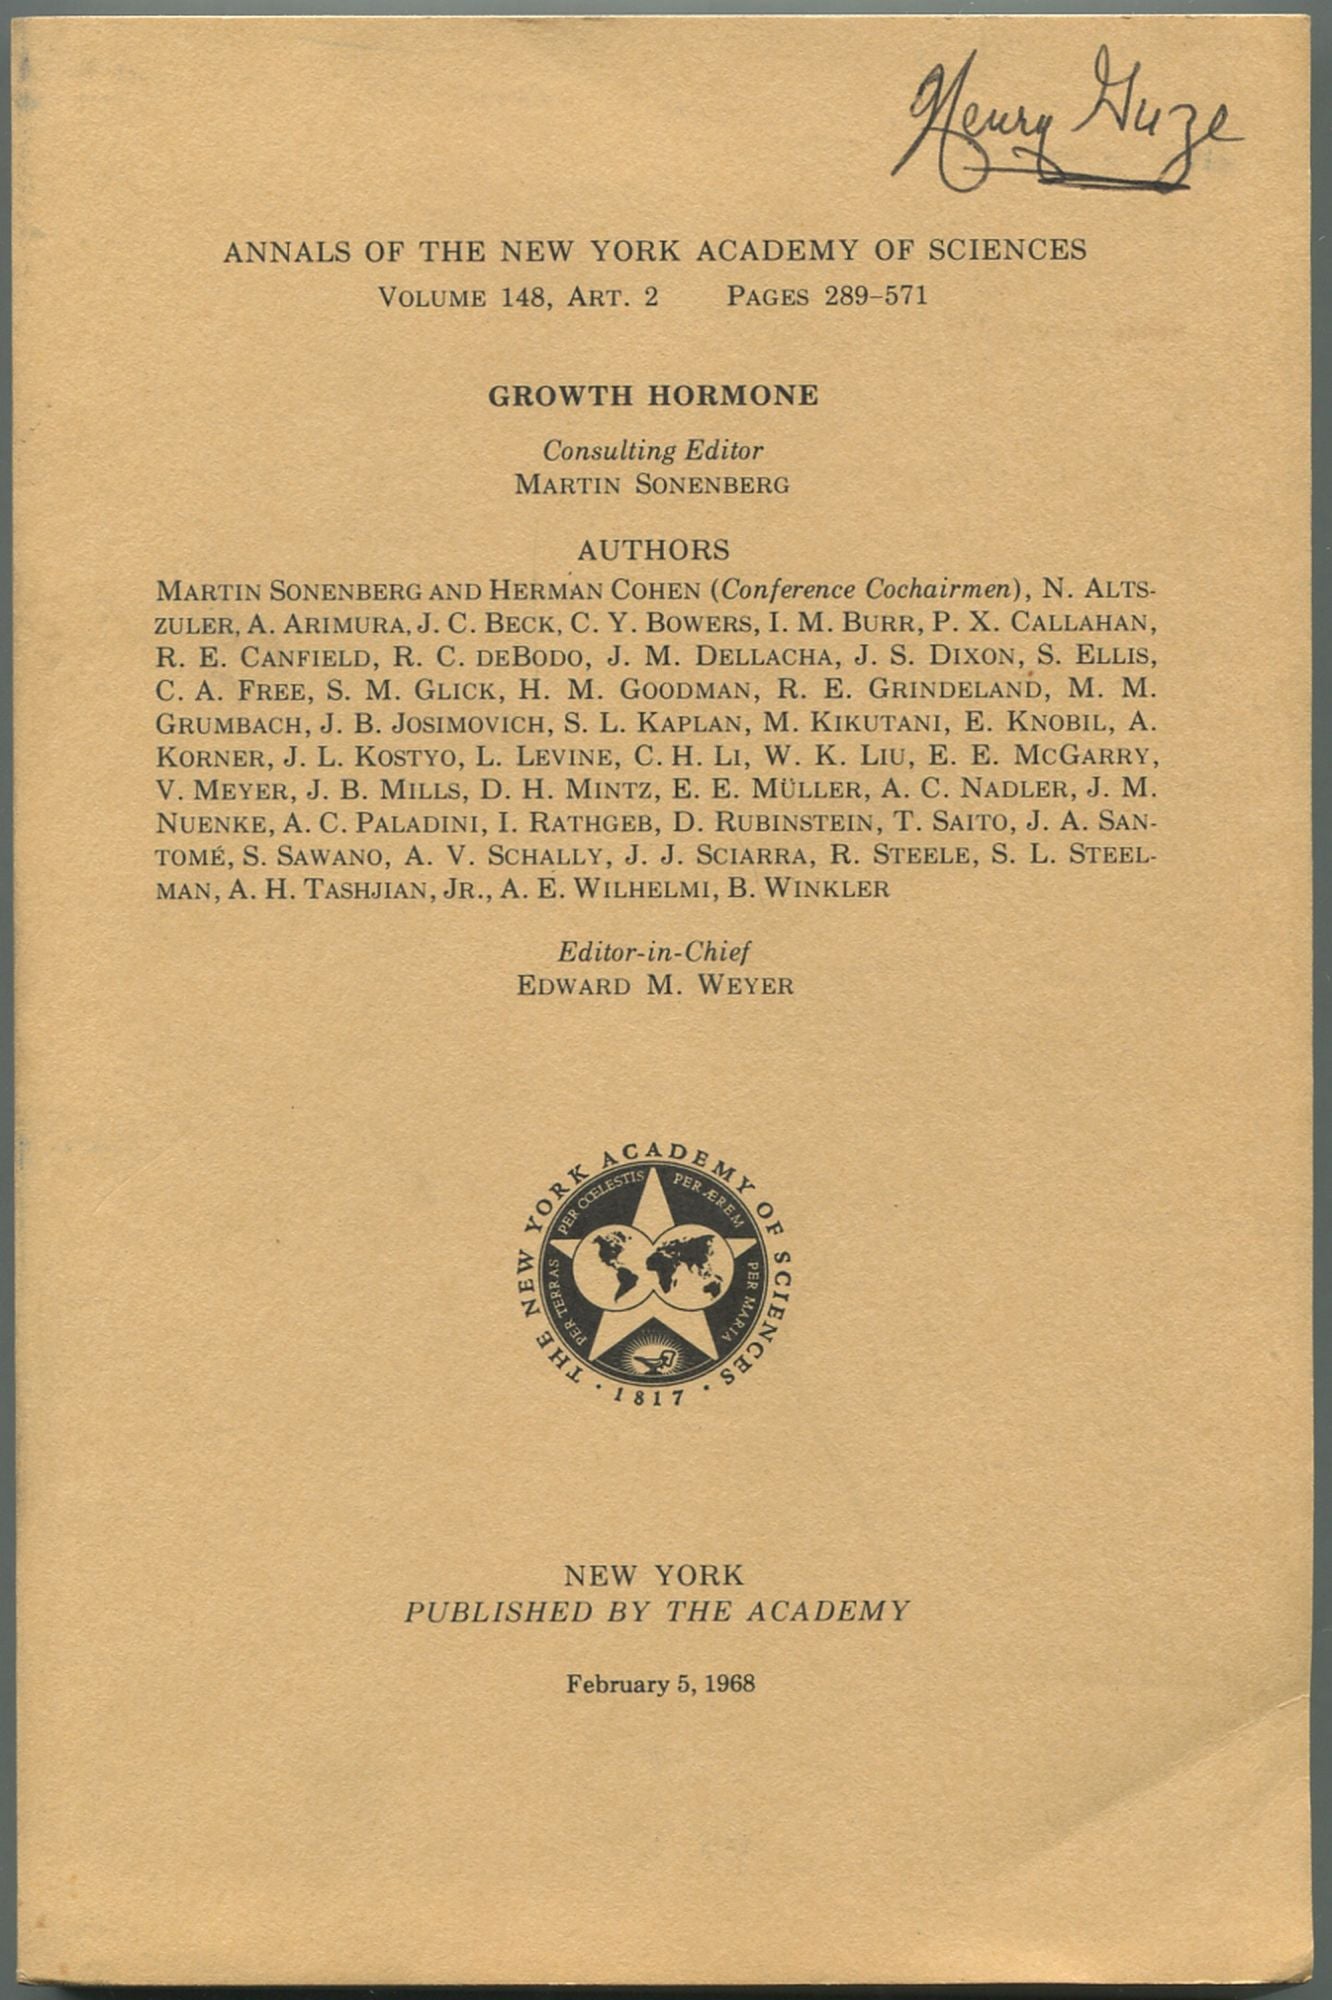 Henry Guze
ANNALS OF THE NEW YORK ACADEMY OF SCIENCES
VOLUME 148, ART. 2 PAGES 289–571
GROWTH HORMONE
Consulting Editor
MARTIN SONENBERG
AUTHORS
MARTIN SONENBERG AND HERMAN COHEN (Conference Cochairmen), N. ALTS-
ZULER, A. ARIMURA, J. C. BECK, C. Y. BOWERS, I. M. BURR, P. X. CALLAHAN,
R. E. CANFIELD, R. C. DEBODO, J. M. DELLACHA, J. S. DIXON, S. ELLIS,
C. A. FREE, S. M. GLICK, H. M. GOODMAN, R. E. GRINDELAND, M. M.
GRUMBACH, J. B. JOSIMOVICH, S. L. KAPLAN, M. KIKUTANI, E. KNOBIL, A.
KORNER, J. L. KOSTYO, L. LEVINE, C. H. LI, W. K. LIU, E. E. MCGARRY,
V. MEYER, J. B. MILLS, D. H. MINTZ, E. E. MÜLLER, A. C. NADLER, J. M.
NUENKE, A. C. PALADINI, I. RATHGEB, D. RUBINSTEIN, T. SAITO, J. A. SAN-
TOMÉ, S. SAWANO, A. V. SCHALLY, J. J. SCIARRA, R. STEELE, S. L. STEEL-
MAN, A. H. TASHJIAN, JR., A. E. WILHELMI, B. WINKLER
Editor-in-Chief
EDWARD M. WEYER
THE NEW YORK ACADEMY OF SCIENCES
· 1817 ·
PER TERRAS
PER CŒLESTIS
PER ÆREM
PER MARIA
NEW YORK
PUBLISHED BY THE ACADEMY
February 5, 1968